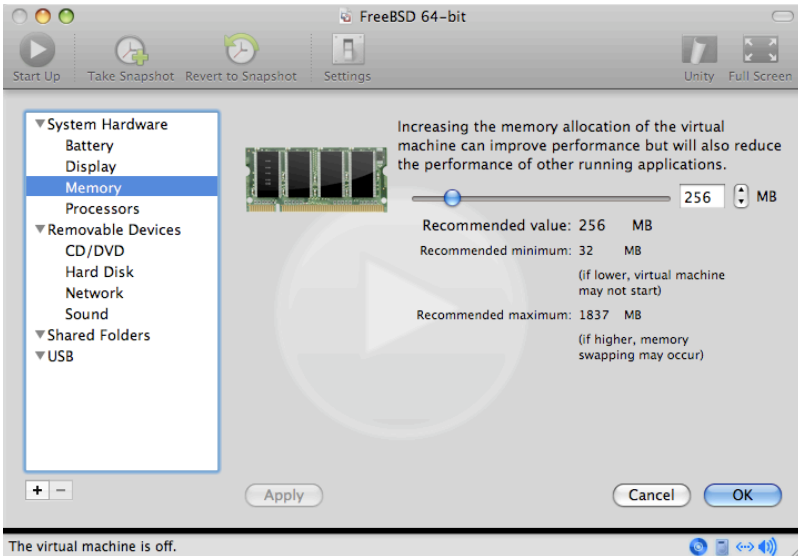 FreeBSD 64-bit
Start Up Take Snapshot Revert to Snapshot Settings Unity Full Screen
▼System Hardware
Battery
Display
Memory
Processors
▼Removable Devices
CD/DVD
Hard Disk
Network
Sound
▼Shared Folders
▼USB
+ −
Increasing the memory allocation of the virtual
machine can improve performance but will also reduce
the performance of other running applications.
256 MB
Recommended value: 256 MB
Recommended minimum: 32 MB
(if lower, virtual machine
may not start)
Recommended maximum: 1837 MB
(if higher, memory
swapping may occur)
Apply Cancel OK
The virtual machine is off.